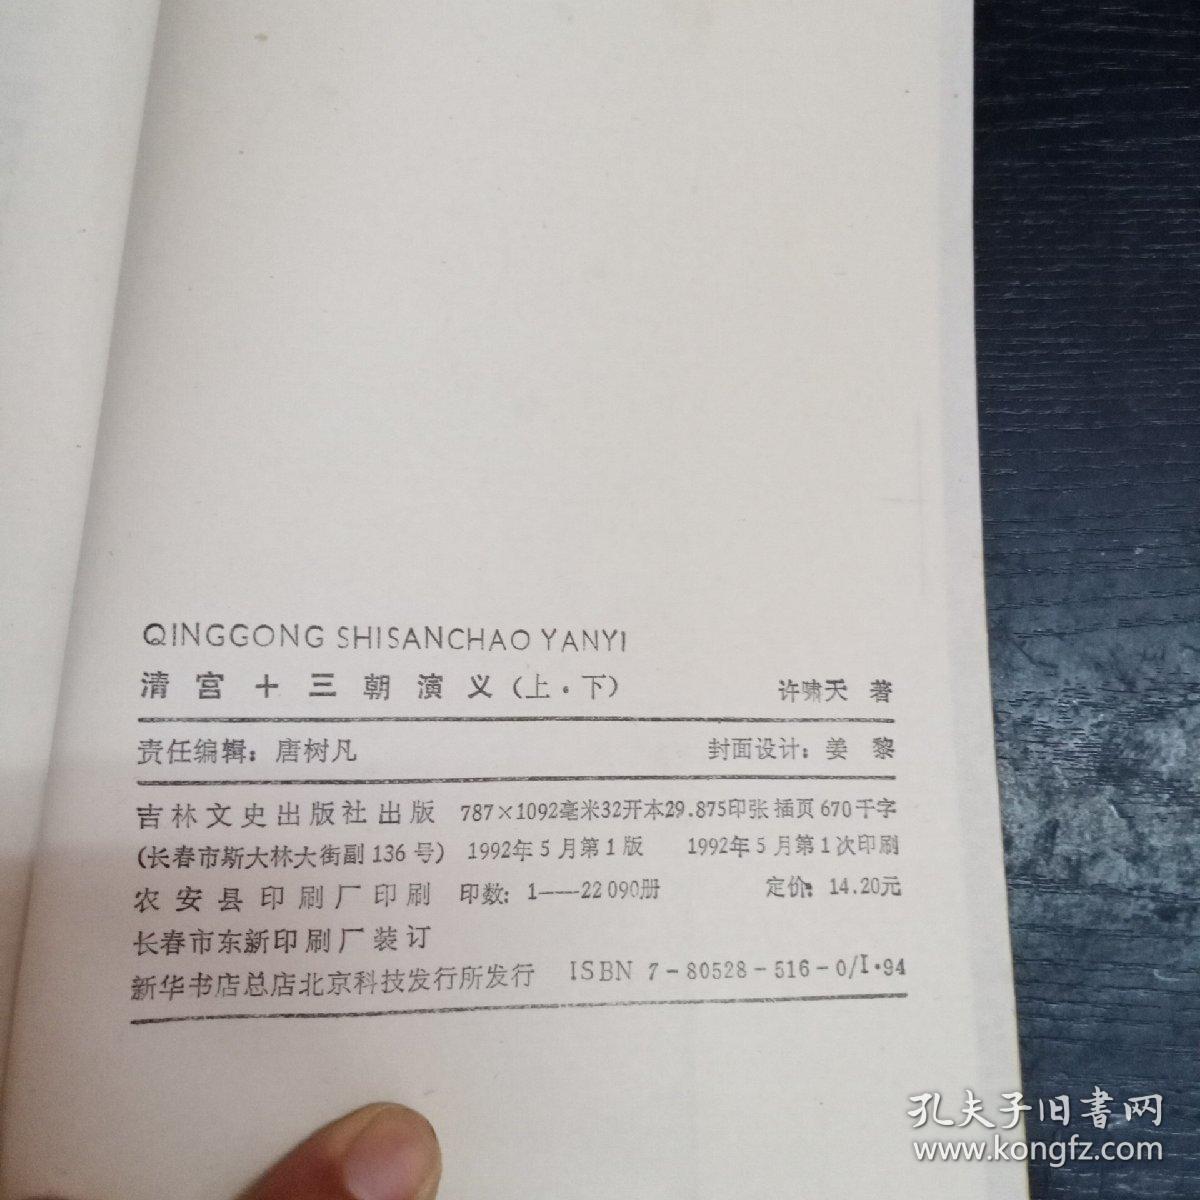 QINGGONG SHISANCHAO YANYI
清宫十三朝演义(上·下) 许啸天 著
责任编辑：唐树凡 封面设计：姜 黎
吉林文史出版社出版 787×1092毫米32开本29.875印张 插页 670千字
(长春市斯大林大街副136号) 1992年5月第1版 1992年5月第1次印刷
农安县印刷厂印刷 印数：1——22 090册 定价：14.20元
长春市东新印刷厂装订
新华书店总店北京科技发行所发行 ISBN 7-80528-516-0/I·94
孔夫子旧书网
www.kongfz.com